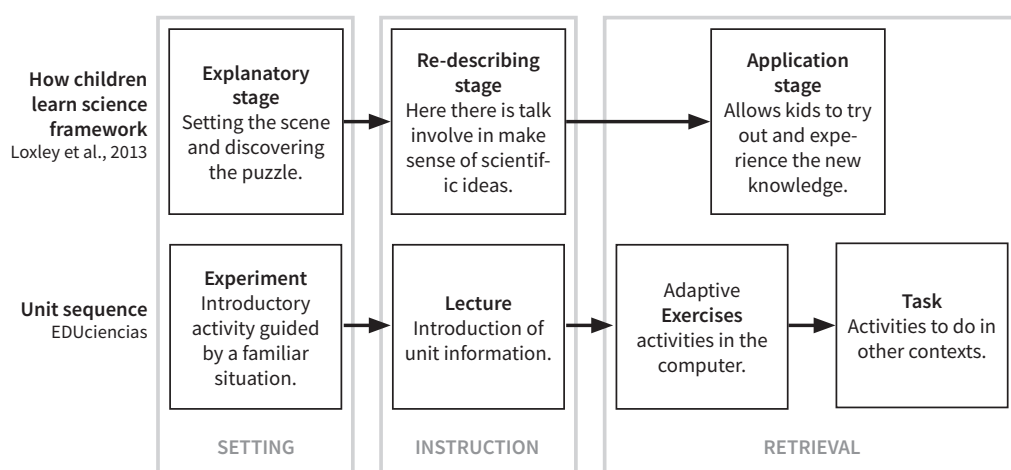 How children
learn science
framework
Loxley et al., 2013
Explanatory
stage
Setting the scene
and discovering
the puzzle.
Re-describing
stage
Here there is talk
involve in make
sense of scientif-
ic ideas.
Application
stage
Allows kids to try
out and expe-
rience the new
knowledge.
Unit sequence
EDUciencias
Experiment
Introductory
activity guided
by a familiar
situation.
Lecture
Introduction of
unit information.
Adaptive
Exercises
activities in the
computer.
Task
Activities to do in
other contexts.
SETTING
INSTRUCTION
RETRIEVAL